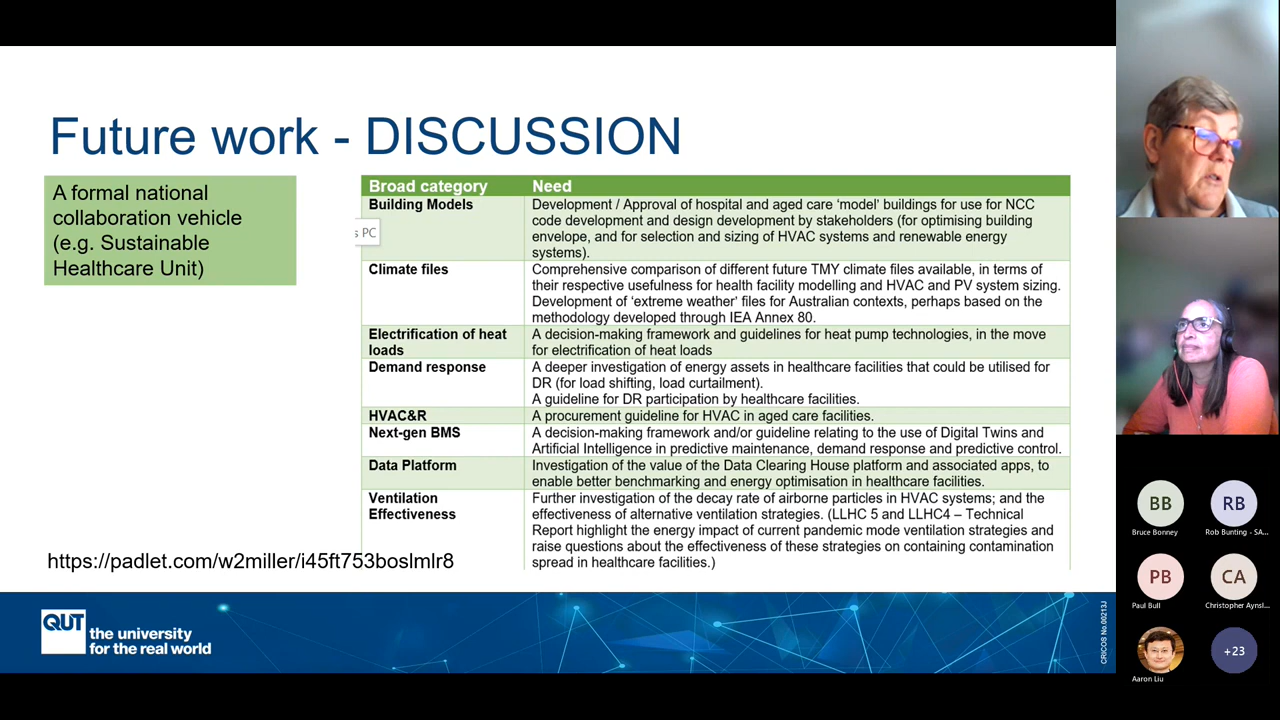 Future work - DISCUSSION
A formal national
collaboration vehicle
(e.g. Sustainable
Healthcare Unit)
s PC
Broad category Need
Building Models Development / Approval of hospital and aged care ‘model’ buildings for use for NCC
code development and design development by stakeholders (for optimising building
envelope, and for selection and sizing of HVAC systems and renewable energy
systems).
Climate files Comprehensive comparison of different future TMY climate files available, in terms of
their respective usefulness for health facility modelling and HVAC and PV system sizing.
Development of ‘extreme weather’ files for Australian contexts, perhaps based on the
methodology developed through IEA Annex 80.
Electrification of heat A decision-making framework and guidelines for heat pump technologies, in the move
loads for electrification of heat loads
Demand response A deeper investigation of energy assets in healthcare facilities that could be utilised for
DR (for load shifting, load curtailment).
A guideline for DR participation by healthcare facilities.
HVAC&R A procurement guideline for HVAC in aged care facilities.
Next-gen BMS A decision-making framework and/or guideline relating to the use of Digital Twins and
Artificial Intelligence in predictive maintenance, demand response and predictive control.
Data Platform Investigation of the value of the Data Clearing House platform and associated apps, to
enable better benchmarking and energy optimisation in healthcare facilities.
Ventilation Further investigation of the decay rate of airborne particles in HVAC systems; and the
Effectiveness effectiveness of alternative ventilation strategies. (LLHC 5 and LLHC4 – Technical
Report highlight the energy impact of current pandemic mode ventilation strategies and
raise questions about the effectiveness of these strategies on containing contamination
spread in healthcare facilities.)
https://padlet.com/w2miller/i45ft753boslmlr8
QUT
the university
for the real world
CRICOS No.00213J
BB RB
Bruce Bonney Rob Bunting - SA...
PB CA
Paul Bull Christopher Aynsl...
+23
Aaron Liu